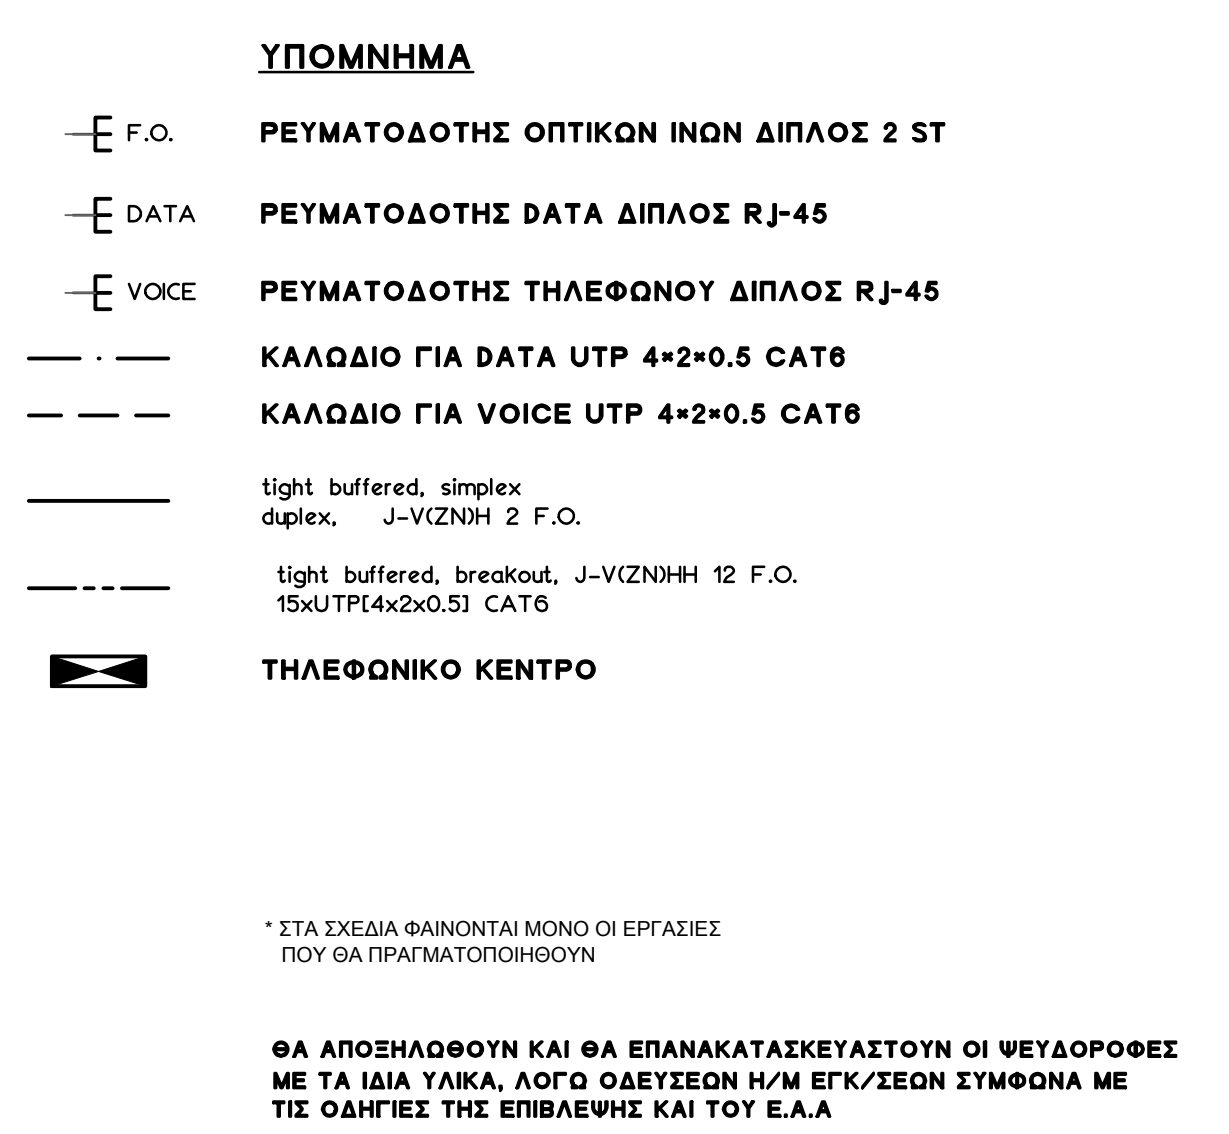 ΥΠΟΜΝΗΜΑ
F.O. ΡΕΥΜΑΤΟΔΟΤΗΣ ΟΠΤΙΚΩΝ ΙΝΩΝ ΔΙΠΛΟΣ 2 ST
DATA ΡΕΥΜΑΤΟΔΟΤΗΣ DATA ΔΙΠΛΟΣ RJ-45
VOICE ΡΕΥΜΑΤΟΔΟΤΗΣ ΤΗΛΕΦΩΝΟΥ ΔΙΠΛΟΣ RJ-45
ΚΑΛΩΔΙΟ ΓΙΑ DATA UTP 4×2×0.5 CAT6
ΚΑΛΩΔΙΟ ΓΙΑ VOICE UTP 4×2×0.5 CAT6
tight buffered, simplex
duplex, J-V(ZN)H 2 F.O.
tight buffered, breakout, J-V(ZN)HH 12 F.O.
15xUTP[4x2x0.5] CAT6
ΤΗΛΕΦΩΝΙΚΟ ΚΕΝΤΡΟ
* ΣΤΑ ΣΧΕΔΙΑ ΦΑΙΝΟΝΤΑΙ ΜΟΝΟ ΟΙ ΕΡΓΑΣΙΕΣ
ΠΟΥ ΘΑ ΠΡΑΓΜΑΤΟΠΟΙΗΘΟΥΝ
ΘΑ ΑΠΟΞΗΛΩΘΟΥΝ ΚΑΙ ΘΑ ΕΠΑΝΑΚΑΤΑΣΚΕΥΑΣΤΟΥΝ ΟΙ ΨΕΥΔΟΡΟΦΕΣ
ΜΕ ΤΑ ΙΔΙΑ ΥΛΙΚΑ, ΛΟΓΩ ΟΔΕΥΣΕΩΝ Η/Μ ΕΓΚ/ΣΕΩΝ ΣΥΜΦΩΝΑ ΜΕ
ΤΙΣ ΟΔΗΓΙΕΣ ΤΗΣ ΕΠΙΒΛΕΨΗΣ ΚΑΙ ΤΟΥ Ε.Α.Α